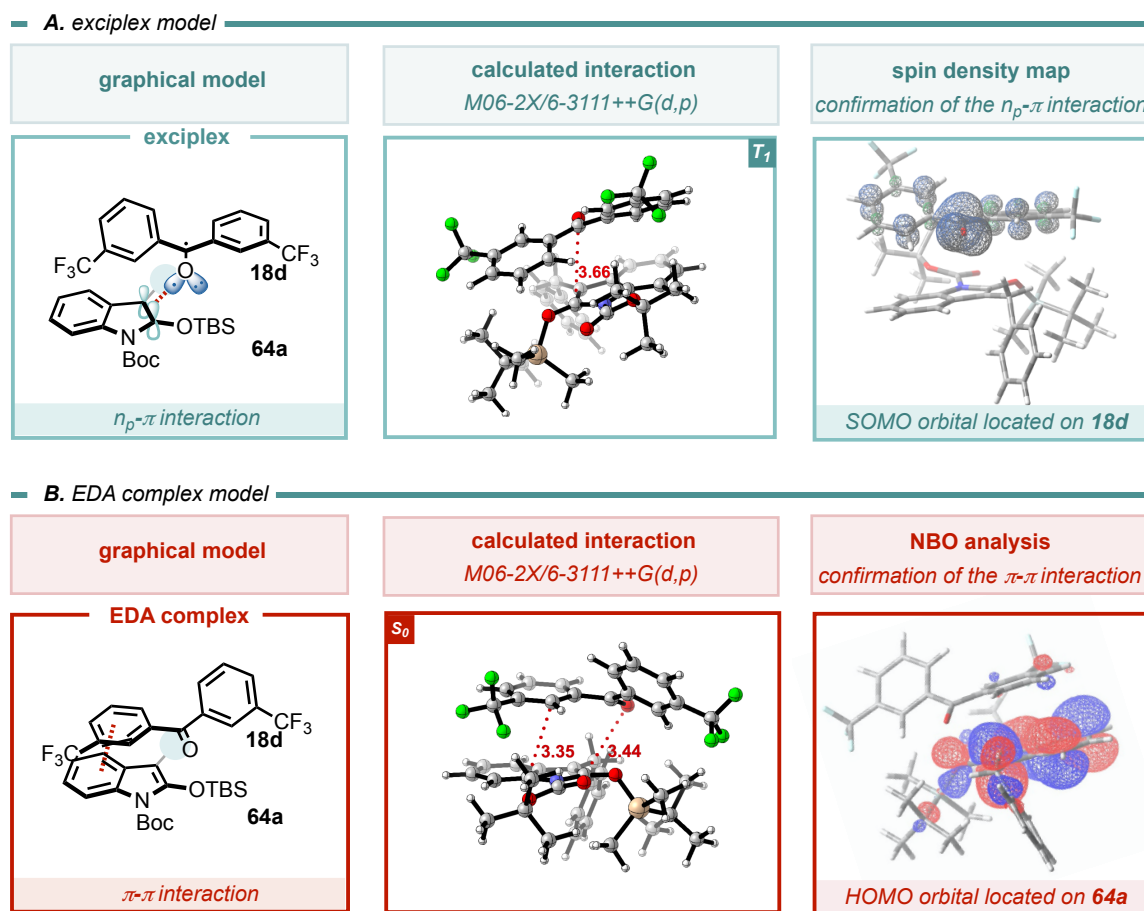 A. exciplex model
graphical model
calculated interaction
M06-2X/6-3111++G(d,p)
spin density map
confirmation of the np-π interaction
exciplex
CF3
18d
CF3
O
OTBS
N
Boc
64a
np-π interaction
T1
3.66
SOMO orbital located on 18d
B. EDA complex model
graphical model
calculated interaction
M06-2X/6-3111++G(d,p)
NBO analysis
confirmation of the π-π interaction
EDA complex
CF3
CF3
18d
O
OTBS
N
Boc
64a
π-π interaction
S0
3.35
3.44
HOMO orbital located on 64a